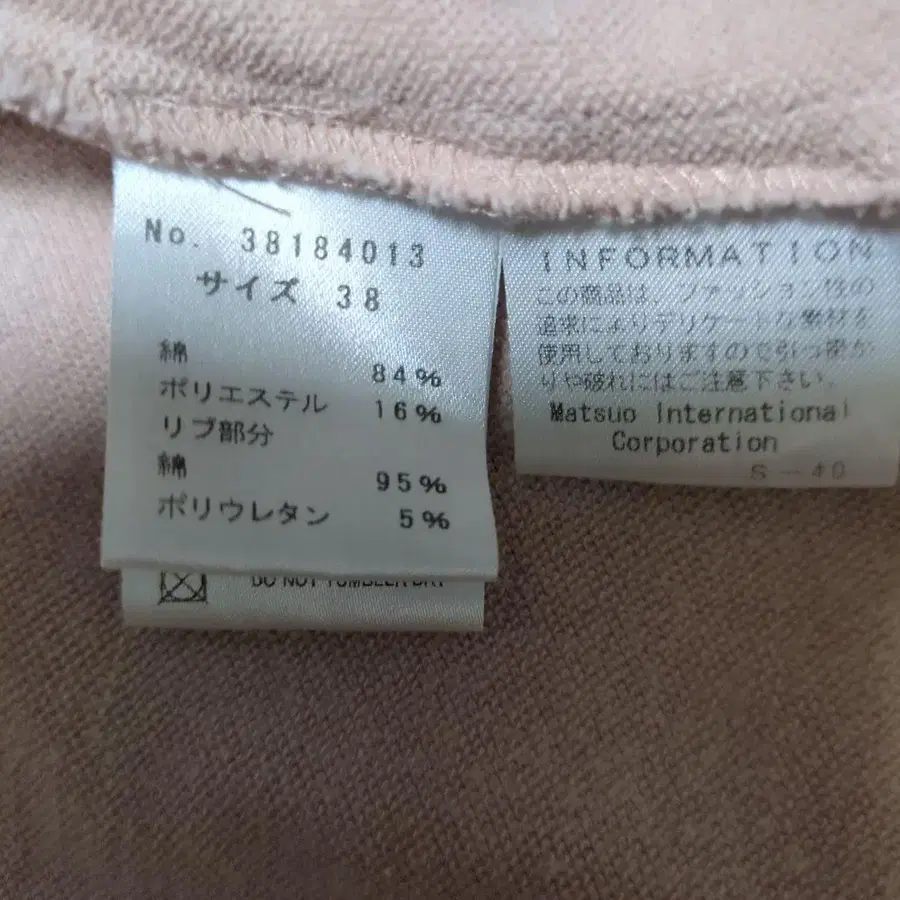 No. 38184013
サイズ 38
綿 84%
ポリエステル 16%
リブ部分
綿 95%
ポリウレタン 5%
DO NOT TUMBLER DRY
INFORMATION
この商品は、ファッション性の
追求によりデリケートな素材を
使用しておりますので引っ掛か
りや破れにはご注意下さい。
Matsuo International
Corporation
S-40